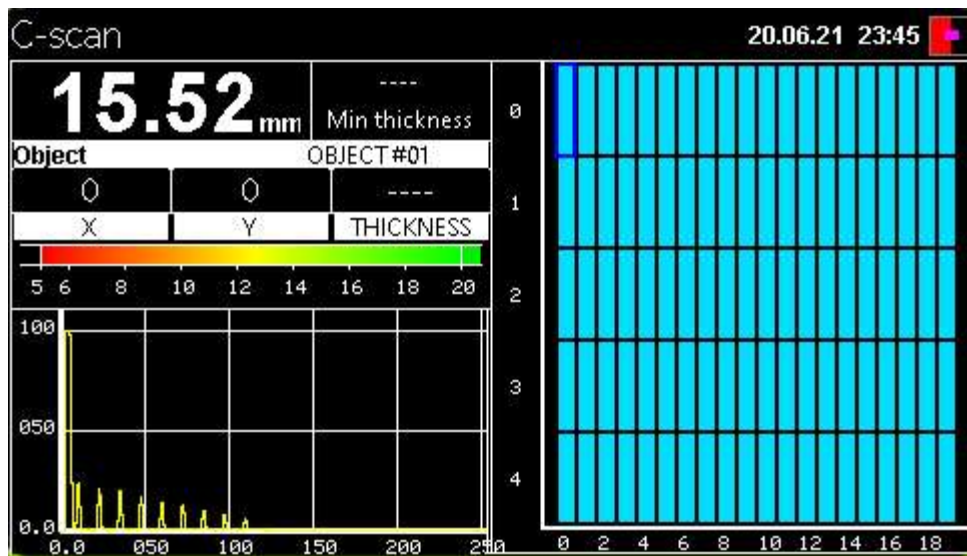 C-scan 20.06.21 23:45
15.52 mm
----
Min thickness
Object OBJECT#01
0 0 ----
X Y THICKNESS
5 6 8 10 12 14 16 18 20
100
050
0.0
0.0 050 100 150 200 250
0
1
2
3
4
0 2 4 6 8 10 12 14 16 18